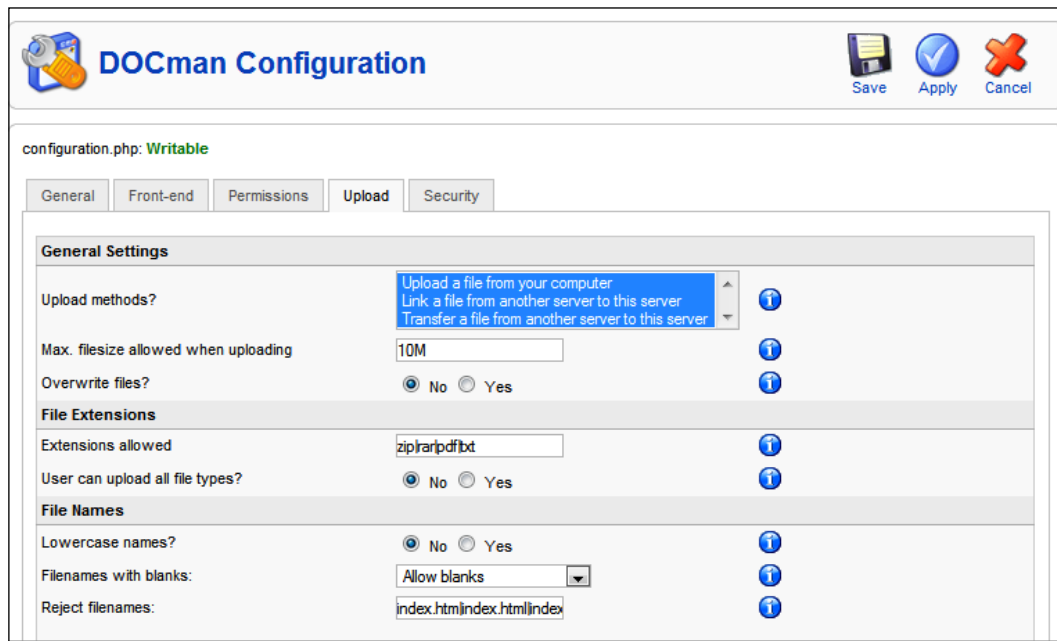 DOCman Configuration
Save Apply Cancel
configuration.php: Writable
General Front-end Permissions Upload Security
General Settings
Upload methods?
Upload a file from your computer
Link a file from another server to this server
Transfer a file from another server to this server
Max. filesize allowed when uploading 10M
Overwrite files? No Yes
File Extensions
Extensions allowed zip|rar|pdf|txt
User can upload all file types? No Yes
File Names
Lowercase names? No Yes
Filenames with blanks: Allow blanks
Reject filenames: index.htm|index.html|index